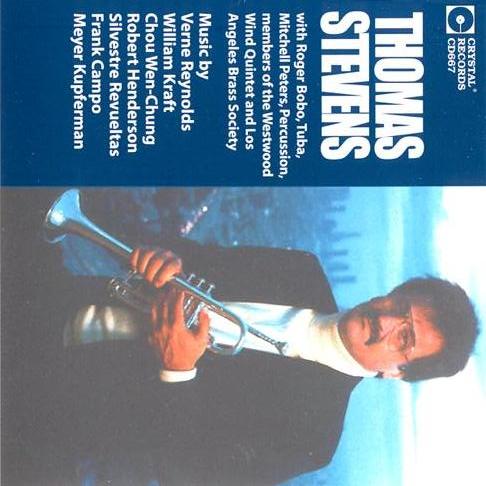 CRYSTAL®
RECORDS
CD667
THOMAS
STEVENS
with Roger Bobo, Tuba,
Mitchell Peters, Percussion,
members of the Westwood
Wind Quintet and Los
Angeles Brass Society
Music by
Verne Reynolds
William Kraft
Chou Wen-Chung
Robert Henderson
Silvestre Revueltas
Frank Campo
Meyer Kupferman